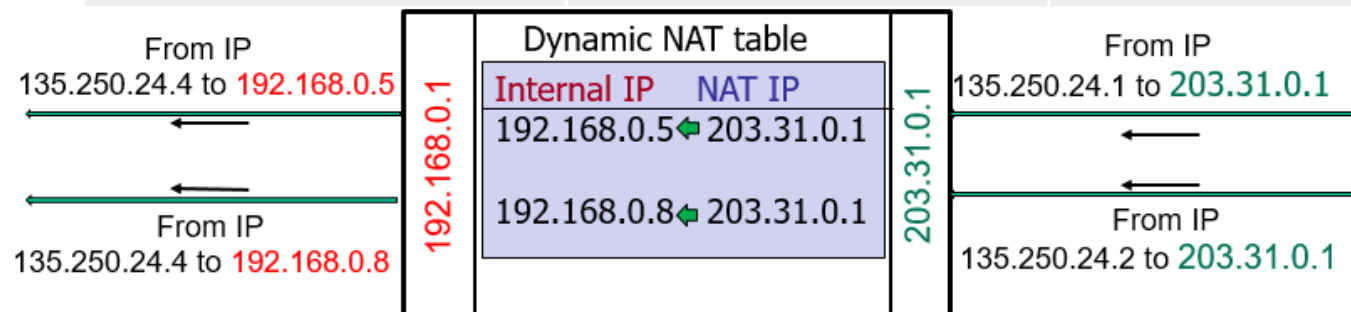 From IP
135.250.24.4 to 192.168.0.5
From IP
135.250.24.4 to 192.168.0.8
192.168.0.1
Dynamic NAT table
Internal IP NAT IP
192.168.0.5 203.31.0.1
192.168.0.8 203.31.0.1
203.31.0.1
From IP
135.250.24.1 to 203.31.0.1
From IP
135.250.24.2 to 203.31.0.1